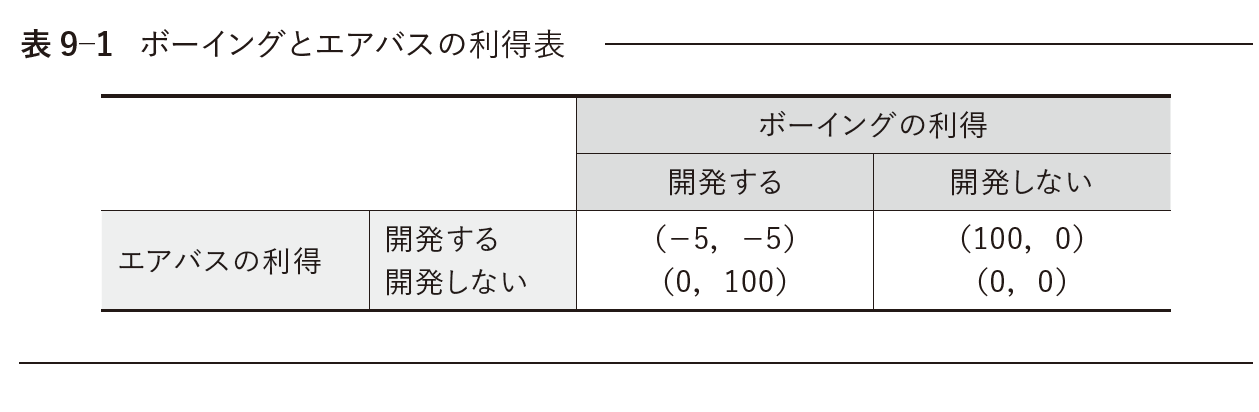 表 9–1 ボーイングとエアバスの利得表
ボーイングの利得
開発する 開発しない
エアバスの利得
開発する (−5, −5) (100, 0)
開発しない (0, 100) (0, 0)